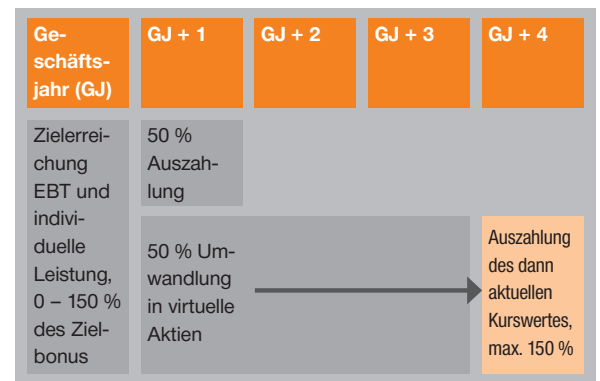 Ge-
schäfts-
jahr (GJ)
GJ + 1
GJ + 2
GJ + 3
GJ + 4
Zielerrei-
chung
EBT und
indivi-
duelle
Leistung,
0 – 150 %
des Ziel-
bonus
50 %
Auszah-
lung
50 % Um-
wandlung
in virtuelle
Aktien
Auszahlung
des dann
aktuellen
Kurswertes,
max. 150 %